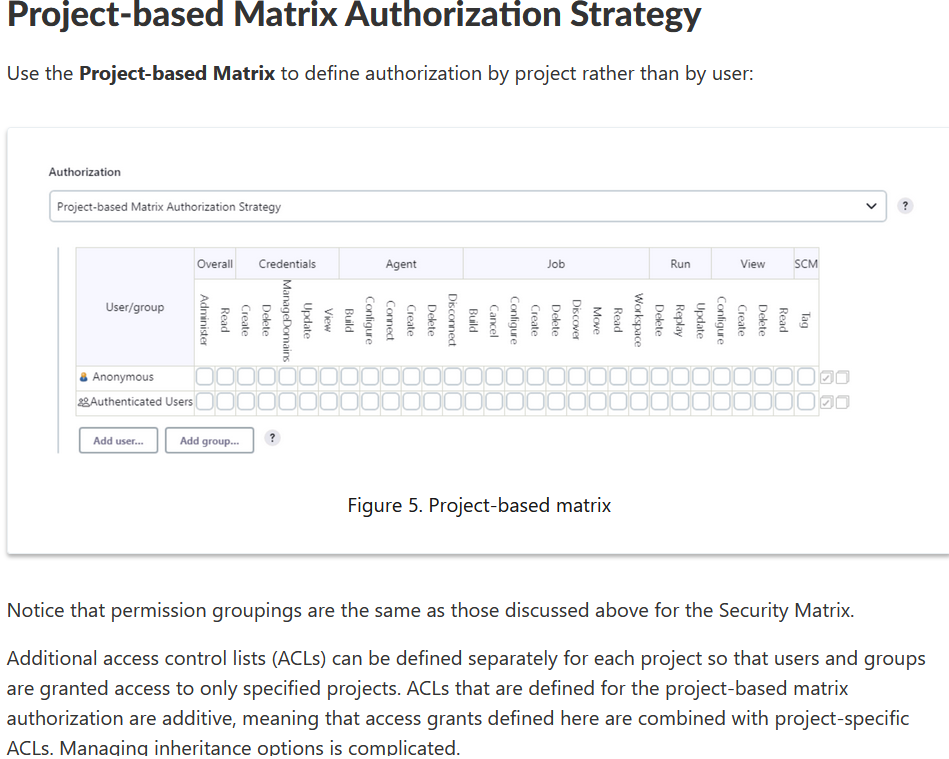 Project-based Matrix Authorization Strategy
Use the Project-based Matrix to define authorization by project rather than by user:
Authorization
Project-based Matrix Authorization Strategy
?
User/group
Overall Credentials Agent Job Run View SCM
Administer Read Create Delete ManageDomains Update View Build Configure Connect Create Delete Disconnect Build Cancel Configure Create Delete Discover Move Read Workspace Delete Replay Update Configure Create Delete Read Tag
Anonymous
Authenticated Users
Add user... Add group... ?
Figure 5. Project-based matrix
Notice that permission groupings are the same as those discussed above for the Security Matrix.
Additional access control lists (ACLs) can be defined separately for each project so that users and groups
are granted access to only specified projects. ACLs that are defined for the project-based matrix
authorization are additive, meaning that access grants defined here are combined with project-specific
ACLs. Managing inheritance options is complicated.